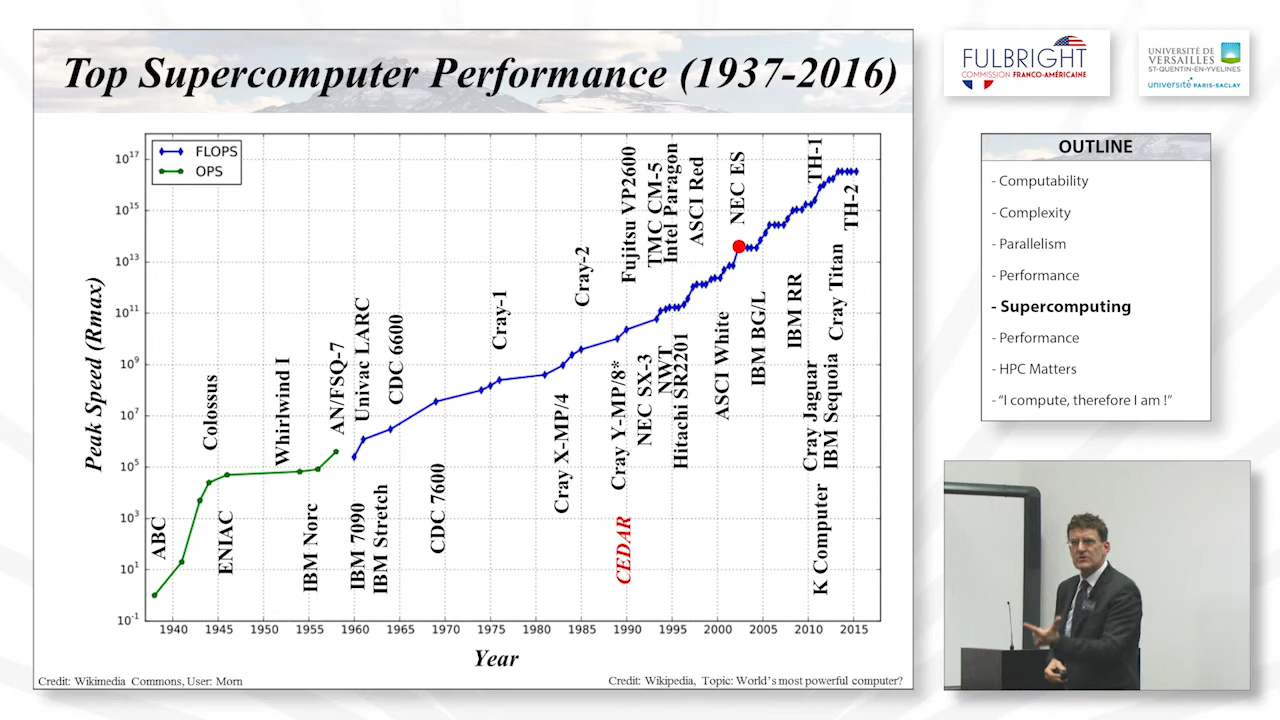 Top Supercomputer Performance (1937-2016)
FLOPS
OPS
Peak Speed (Rmax)
10^17
10^15
10^13
10^11
10^9
10^7
10^5
10^3
10^1
10^-1
ABC
Colossus
ENIAC
Whirlwind I
IBM Norc
AN/FSQ-7
IBM 7090
Univac LARC
IBM Stretch
CDC 6600
CDC 7600
Cray-1
Cray X-MP/4
Cray-2
Cray Y-MP/8*
CEDAR
Fujitsu VP2600
NEC SX-3
TMC CM-5
NWT
Intel Paragon
Hitachi SR2201
ASCI Red
ASCI White
NEC ES
IBM BG/L
IBM RR
Cray Jaguar
TH-1
K Computer
IBM Sequoia
Cray Titan
TH-2
1940 1945 1950 1955 1960 1965 1970 1975 1980 1985 1990 1995 2000 2005 2010 2015
Year
Credit: Wikimedia Commons, User: Morn
Credit: Wikipedia, Topic: World's most powerful computer?
FULBRIGHT
COMMISSION FRANCO-AMÉRICAINE
UNIVERSITÉ DE
VERSAILLES
ST-QUENTIN-EN-YVELINES
université PARIS-SACLAY
OUTLINE
- Computability
- Complexity
- Parallelism
- Performance
- Supercomputing
- Performance
- HPC Matters
- “I compute, therefore I am !”